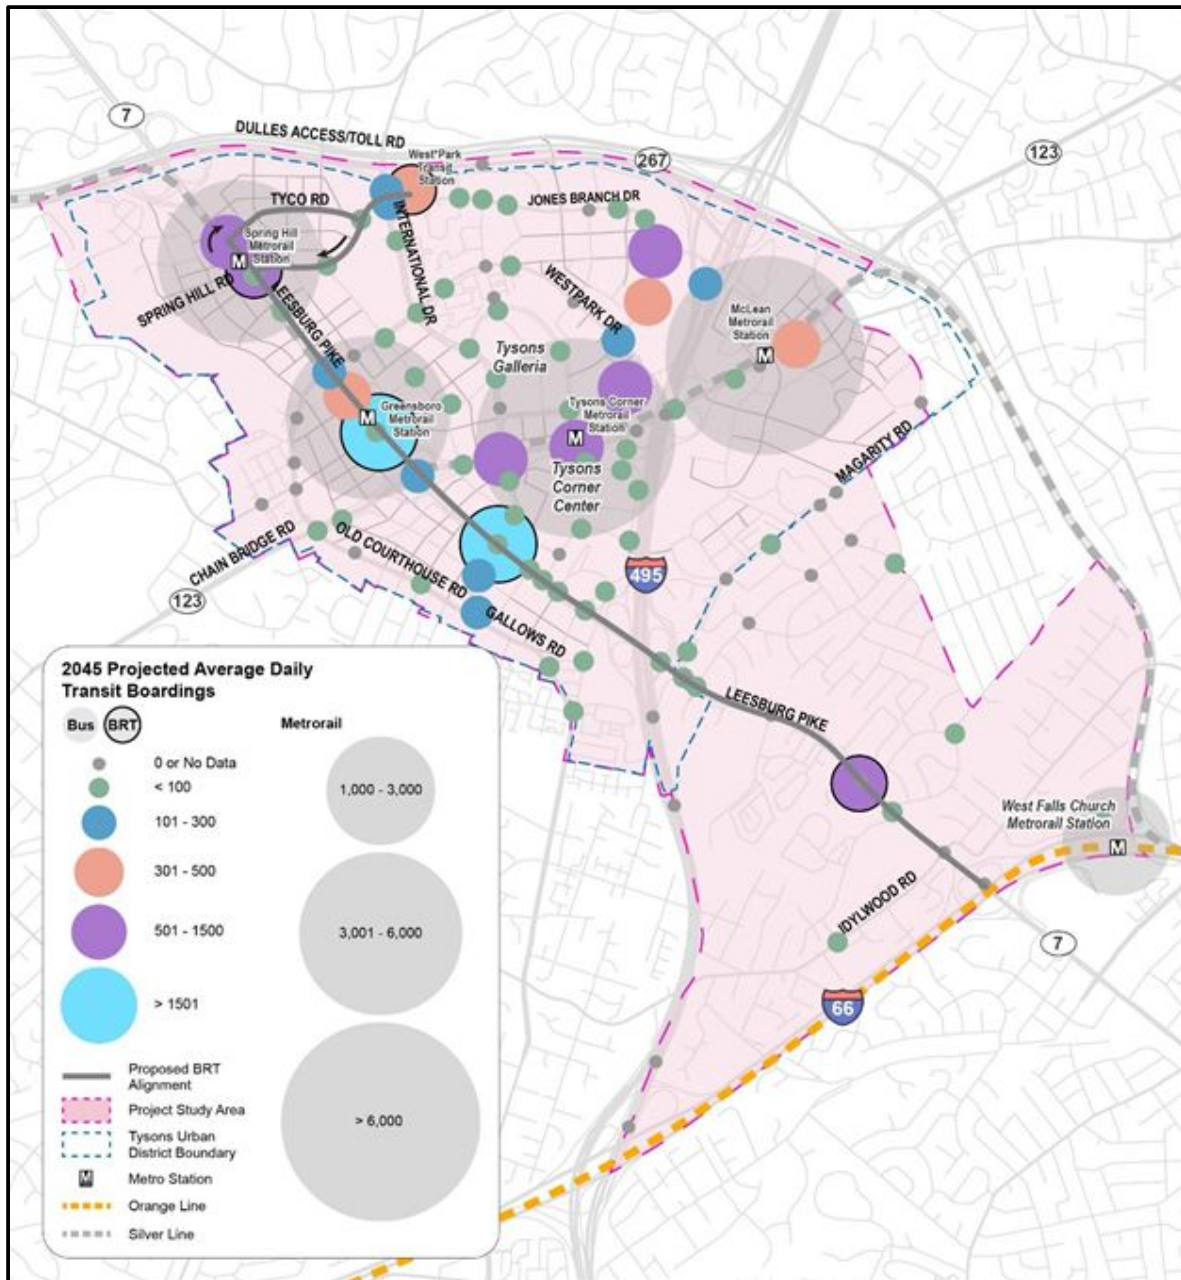 7
DULLES ACCESS/TOLL RD
West*Park
Transit
Station
267
123
TYCO RD
JONES BRANCH DR
INTERNATIONAL DR
Spring Hill
Metrorail
Station
M
SPRING HILL RD
LEESBURG PIKE
WESTPARK DR
McLean
Metrorail
Station
M
Tysons
Galleria
Greensboro
Metrorail
Station
M
Tysons Corner
Metrorail
Station
M
Tysons
Corner
Center
MAGARITY RD
CHAIN BRIDGE RD
OLD COURTHOUSE RD
495
123
GALLOWS RD
LEESBURG PIKE
West Falls Church
Metrorail Station
M
IDYLWOOD RD
7
66
2045 Projected Average Daily
Transit Boardings
Bus BRT
Metrorail
0 or No Data
< 100
101 - 300
301 - 500
501 - 1500
> 1501
1,000 - 3,000
3,001 - 6,000
> 6,000
Proposed BRT
Alignment
Project Study Area
Tysons Urban
District Boundary
M
Metro Station
Orange Line
Silver Line